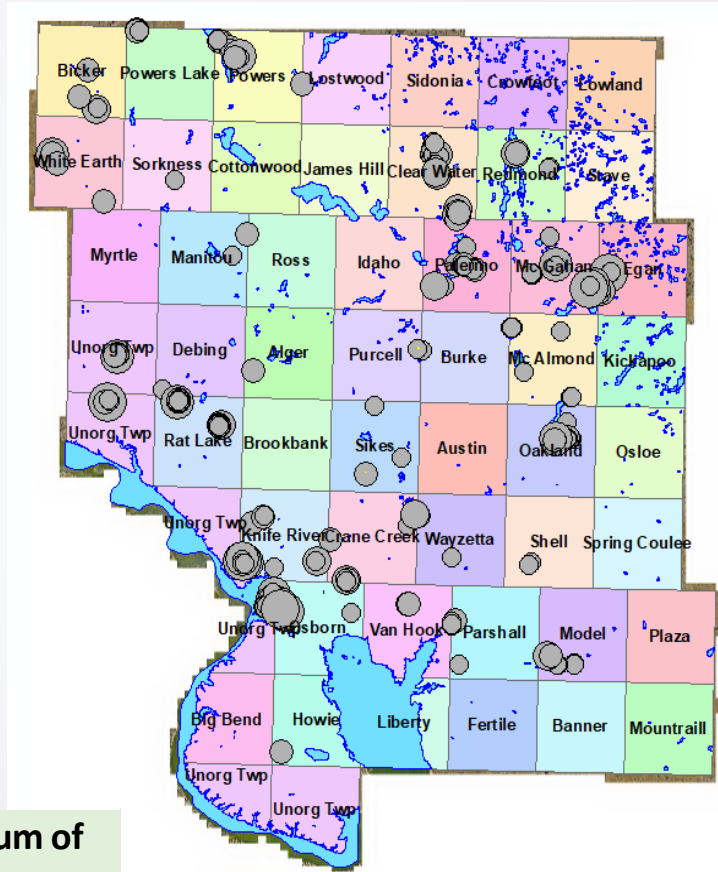 Bicker Powers Lake Powers Lostwood Sidonia Crowfoot Lowland
White Earth Sorkness Cottonwood James Hill Clear Water Redmond Stave
Myrtle Manitou Ross Idaho Palermo McGahan Egan
Unorg Twp Debing Alger Purcell Burke McAlmond Kickapoo
Unorg Twp Rat Lake Brookbank Sikes Austin Oakland Osloe
Unorg Twp Knife River Crane Creek Wayzetta Shell Spring Coulee
Unorg Twp Osborn Van Hook Parshall Model Plaza
Big Bend Howie Liberty Fertile Banner Mountraill
Unorg Twp
Unorg Twp
um of